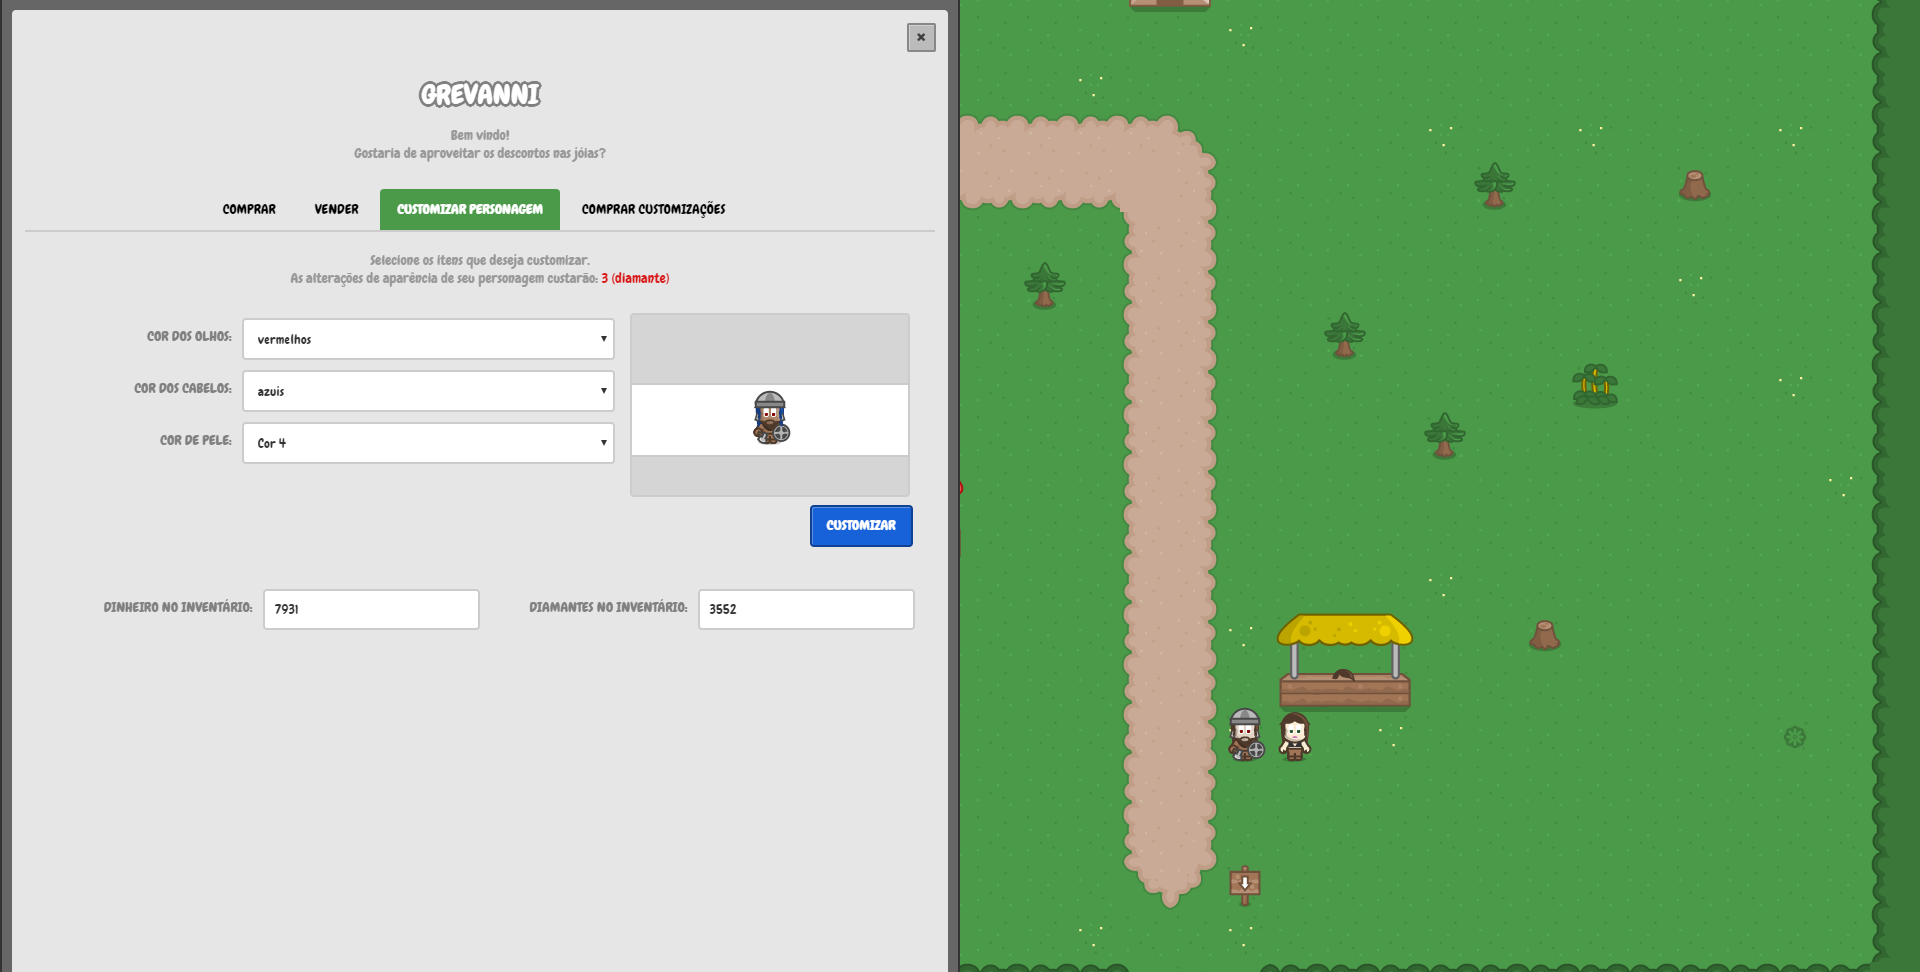 ×
GREVANNI
Bem vindo!
Gostaria de aproveitar os descontos nas jóias?
COMPRAR VENDER CUSTOMIZAR PERSONAGEM COMPRAR CUSTOMIZAÇÕES
Selecione os itens que deseja customizar.
As alterações de aparência de seu personagem custarão: 3 (diamante)
COR DOS OLHOS: vermelhos
COR DOS CABELOS: azuis
COR DE PELE: Cor 4
CUSTOMIZAR
DINHEIRO NO INVENTÁRIO: 7931 DIAMANTES NO INVENTÁRIO: 3552